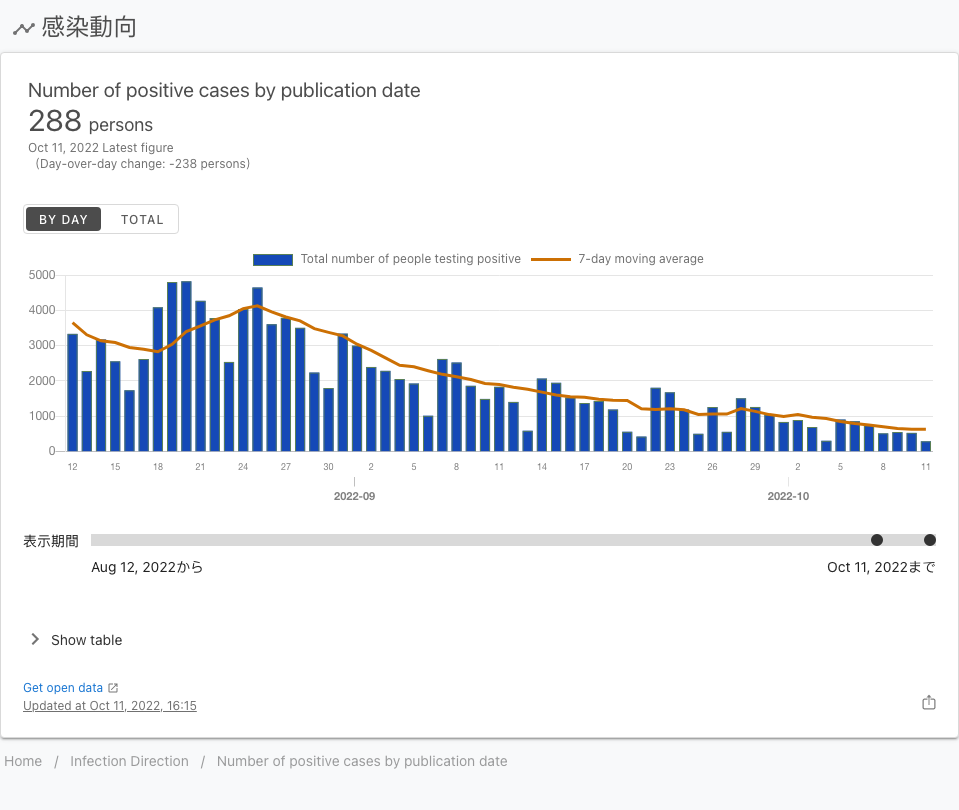 感染動向
Number of positive cases by publication date
288 persons
Oct 11, 2022 Latest figure
(Day-over-day change: -238 persons)
BY DAY TOTAL
Total number of people testing positive 7-day moving average
5000
4000
3000
2000
1000
0
12 15 18 21 24 27 30 2 5 8 11 14 17 20 23 26 29 2 5 8 11
2022-09 2022-10
表示期間
Aug 12, 2022から Oct 11, 2022まで
Show table
Get open data
Updated at Oct 11, 2022, 16:15
Home / Infection Direction / Number of positive cases by publication date